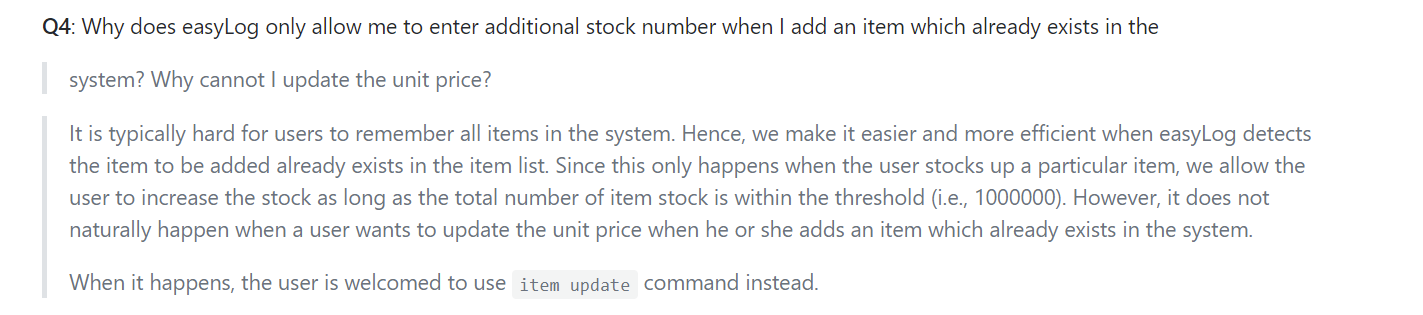 Q4: Why does easyLog only allow me to enter additional stock number when I add an item which already exists in the
system? Why cannot I update the unit price?
It is typically hard for users to remember all items in the system. Hence, we make it easier and more efficient when easyLog detects
the item to be added already exists in the item list. Since this only happens when the user stocks up a particular item, we allow the
user to increase the stock as long as the total number of item stock is within the threshold (i.e., 1000000). However, it does not
naturally happen when a user wants to update the unit price when he or she adds an item which already exists in the system.
When it happens, the user is welcomed to use item update command instead.